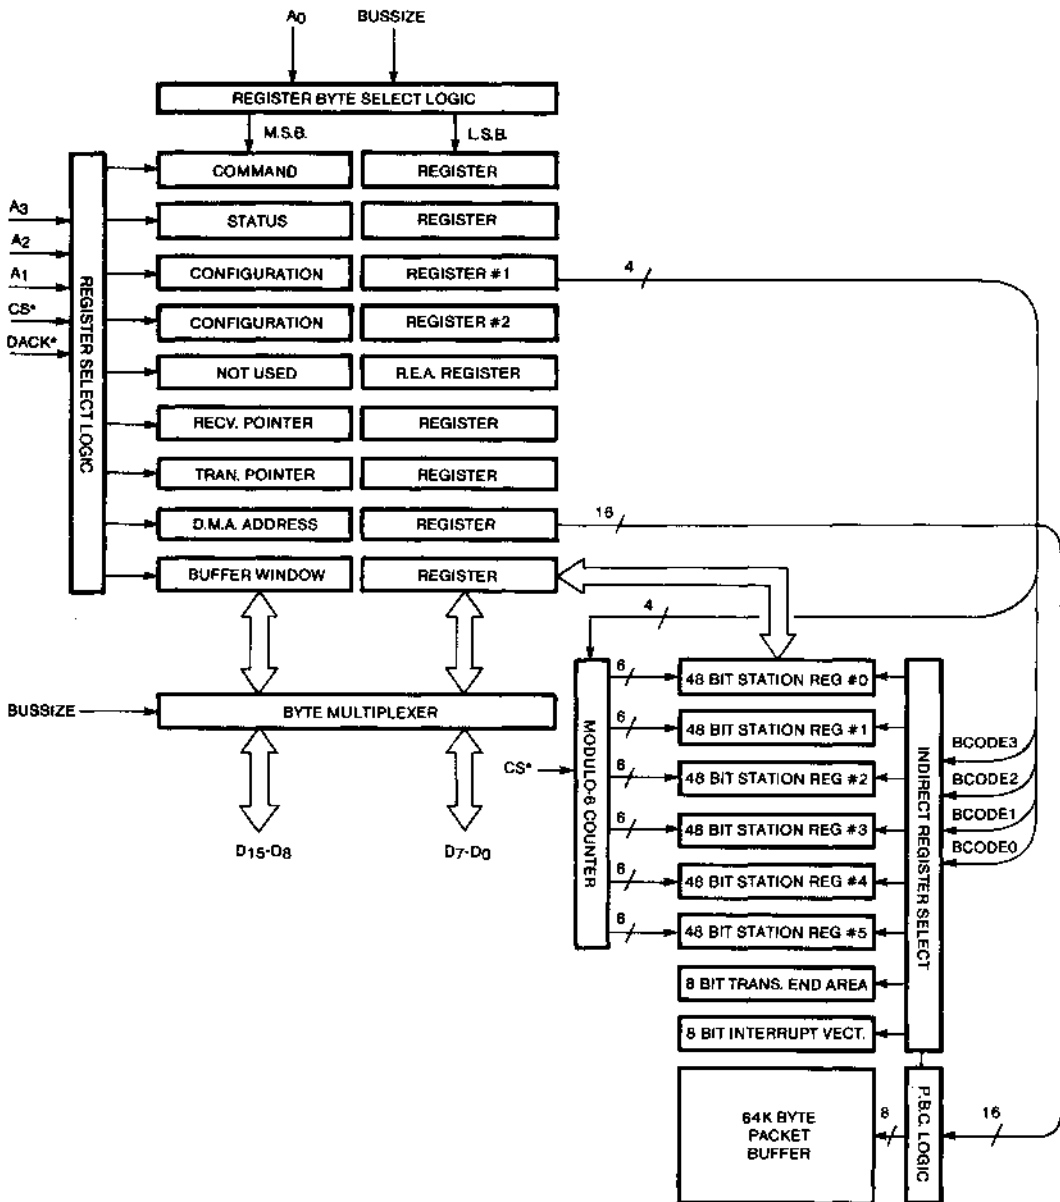 A0 BUSSIZE
REGISTER BYTE SELECT LOGIC
M.S.B. L.S.B.
COMMAND REGISTER
A3
STATUS REGISTER
A2
A1
CONFIGURATION REGISTER #1
4
CS*
CONFIGURATION REGISTER #2
DACK*
REGISTER SELECT LOGIC
NOT USED R.E.A. REGISTER
RECV. POINTER REGISTER
TRAN. POINTER REGISTER
D.M.A. ADDRESS REGISTER
16
BUFFER WINDOW REGISTER
4
BUSSIZE
BYTE MULTIPLEXER
D15-D8 D7-D0
CS*
MODULO-6 COUNTER
6 48 BIT STATION REG #0
6 48 BIT STATION REG #1
6 48 BIT STATION REG #2
6 48 BIT STATION REG #3
6 48 BIT STATION REG #4
6 48 BIT STATION REG #5
8 BIT TRANS. END AREA
8 BIT INTERRUPT VECT.
INDIRECT REGISTER SELECT
BCODE3
BCODE2
BCODE1
BCODE0
64K BYTE
PACKET
BUFFER
8
P.B.C. LOGIC
16